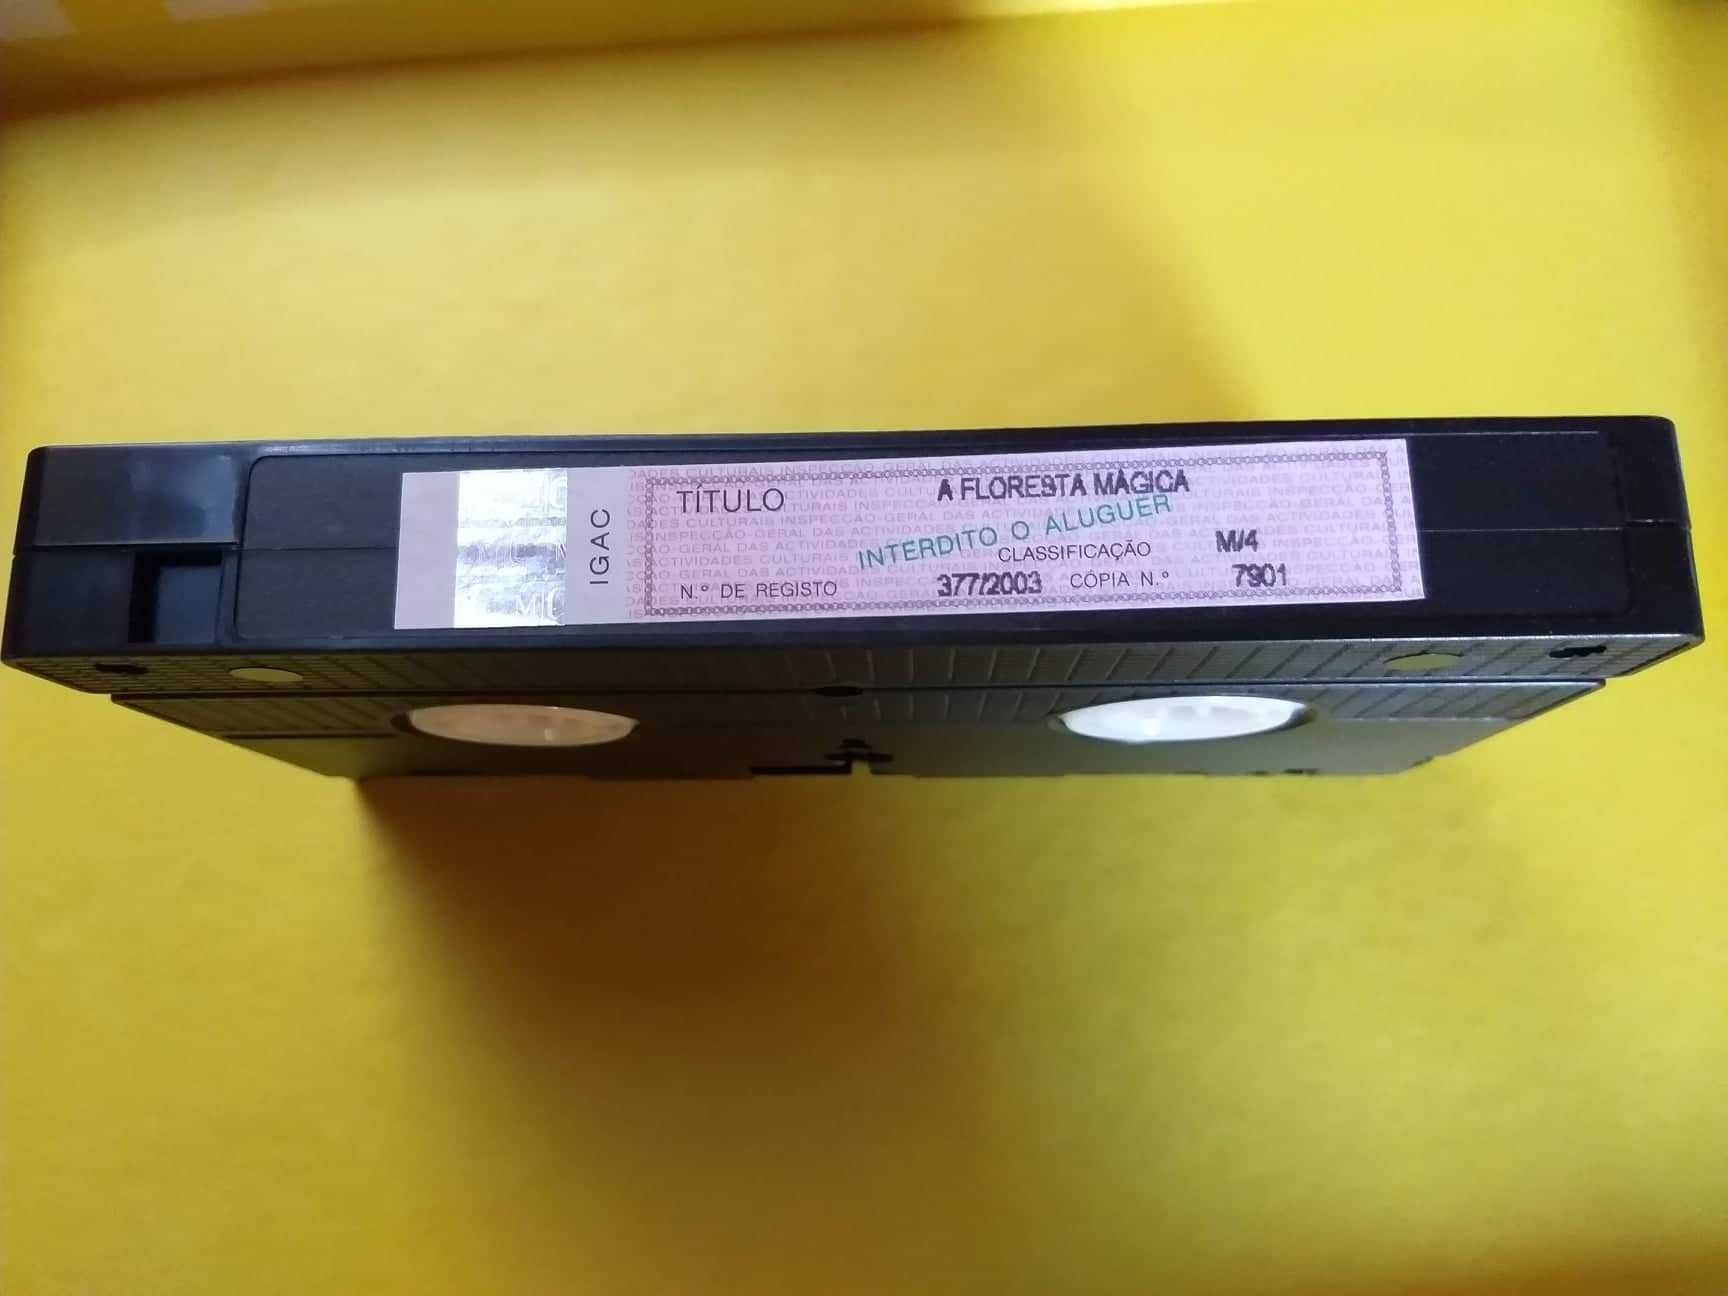 IGAC
TÍTULO A FLORESTA MÁGICA
INTERDITO O ALUGUER
CLASSIFICAÇÃO M/4
N.º DE REGISTO 377/2003 CÓPIA N.º 7901